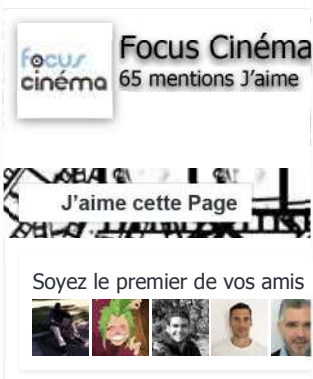 focus
cinéma
Focus Cinéma
65 mentions J’aime
J’aime cette Page
Soyez le premier de vos amis